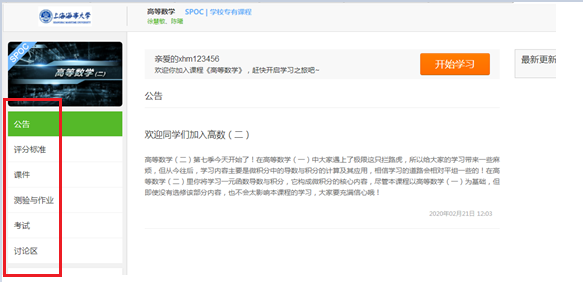 上海海事大学
高等数学 SPOC | 学校专有课程
徐慧敏、陈曦
SPOC
高等数学(二)
公告
评分标准
课件
测验与作业
考试
讨论区
亲爱的xhm123456
欢迎你加入课程《高等数学》，赶快开启学习之旅吧~
开始学习
最新更新
公告
欢迎同学们加入高数（二）
高等数学（二）第七季今天开始了！在高等数学（一）中大家遇上了极限这只拦路虎，所以给大家的学习带来一些麻
烦，但从今往后，学习内容主要是微积分中的导数与积分的计算及其应用，相信学习的道路会相对平坦一些的！在高
等数学（二）里你将学习一元函数导数与积分，它构成微积分的核心内容，尽管本课程以高等数学（一）为基础，但
即使没有选修该部分内容，也不会太影响本课程的学习，大家要充满信心哦！
2020年02月21日 12:03